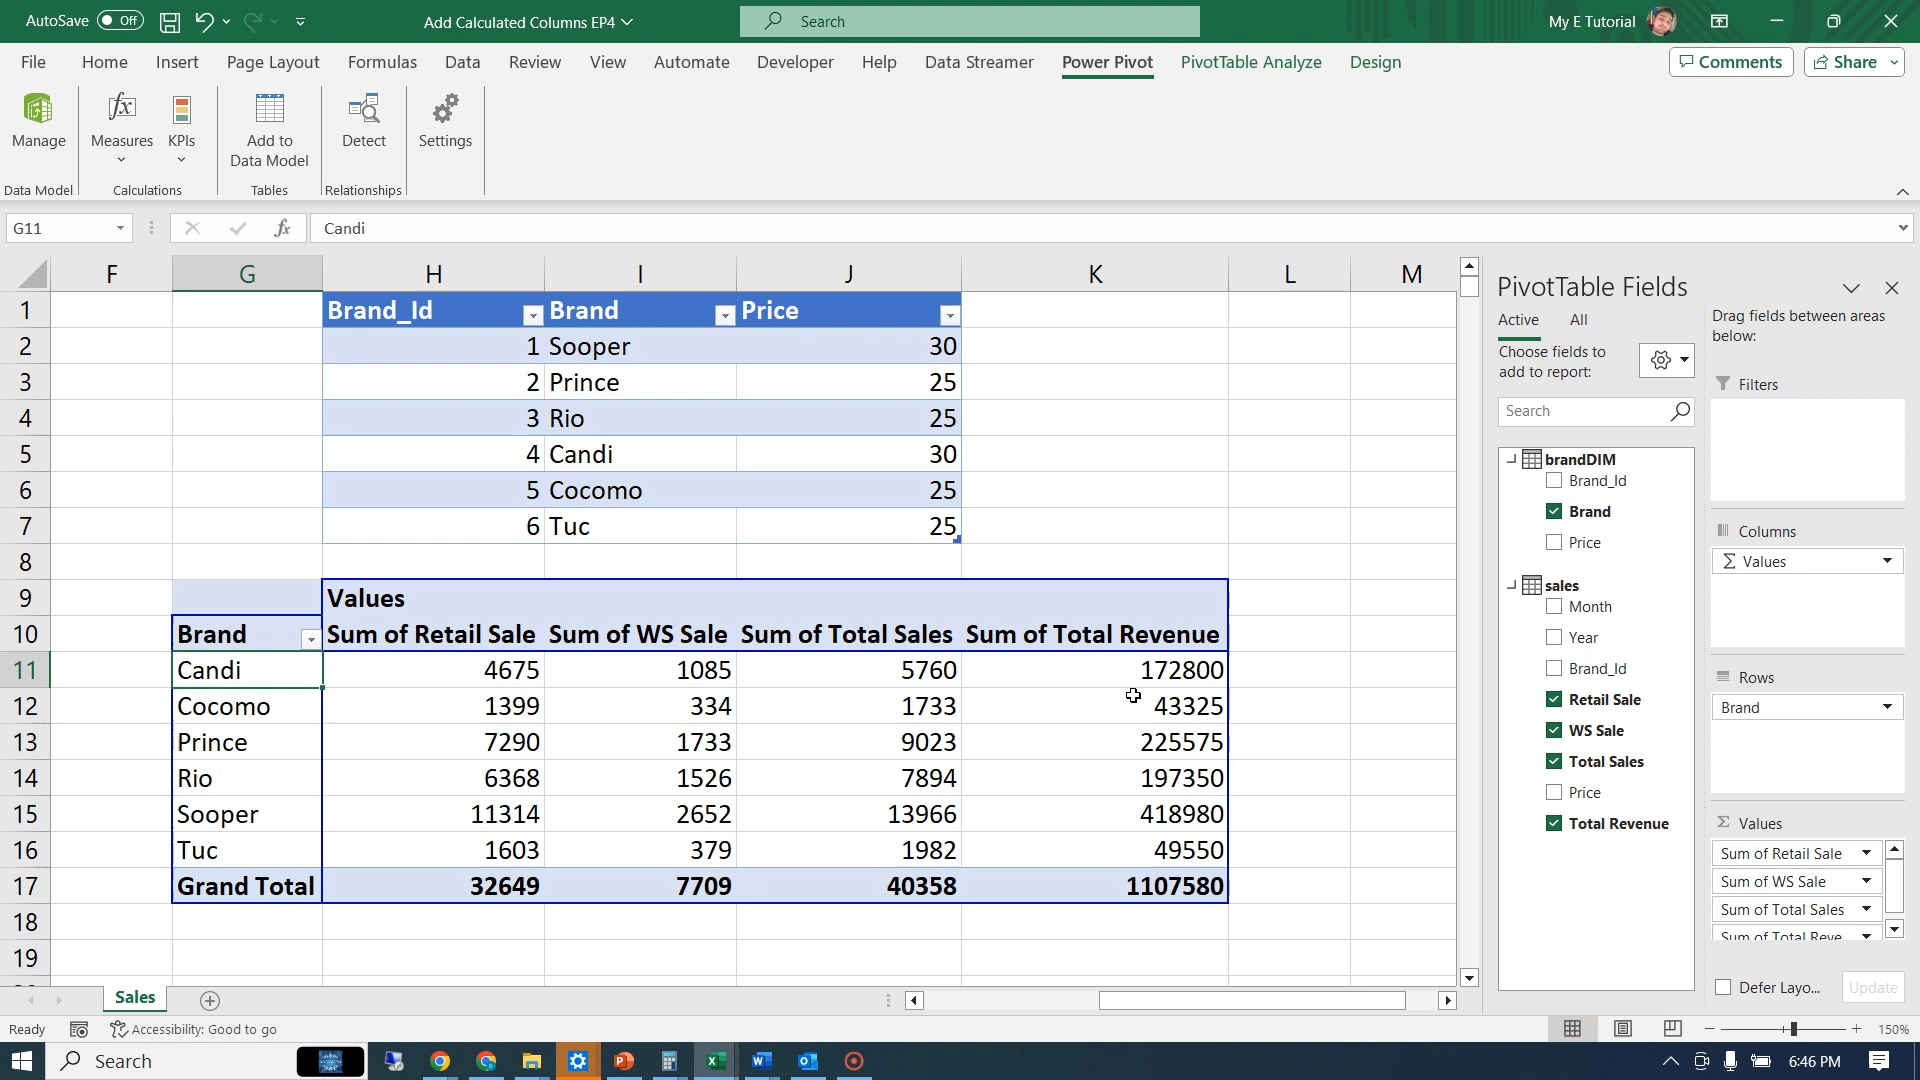 AutoSave Off
Add Calculated Columns EP4
Search
My E Tutorial
File Home Insert Page Layout Formulas Data Review View Automate Developer Help Data Streamer Power Pivot PivotTable Analyze Design
Comments
Share
Manage
Measures
KPIs
Add to
Data Model
Detect
Settings
Data Model
Calculations
Tables
Relationships
G11
fx
Candi
F G H I J K L M
1 Brand_Id Brand Price
2 1 Sooper 30
3 2 Prince 25
4 3 Rio 25
5 4 Candi 30
6 5 Cocomo 25
7 6 Tuc 25
8
9 Values
10 Brand Sum of Retail Sale Sum of WS Sale Sum of Total Sales Sum of Total Revenue
11 Candi 4675 1085 5760 172800
12 Cocomo 1399 334 1733 43325
13 Prince 7290 1733 9023 225575
14 Rio 6368 1526 7894 197350
15 Sooper 11314 2652 13966 418980
16 Tuc 1603 379 1982 49550
17 Grand Total 32649 7709 40358 1107580
18
19
PivotTable Fields
Active All
Choose fields to
add to report:
Search
brandDIM
Brand_Id
Brand
Price
sales
Month
Year
Brand_Id
Retail Sale
WS Sale
Total Sales
Price
Total Revenue
Drag fields between areas
below:
Filters
Columns
Σ Values
Rows
Brand
Σ Values
Sum of Retail Sale
Sum of WS Sale
Sum of Total Sales
Sum of Total Reve...
Defer Layo...
Update
Sales
Ready
Accessibility: Good to go
150%
Search
6:46 PM